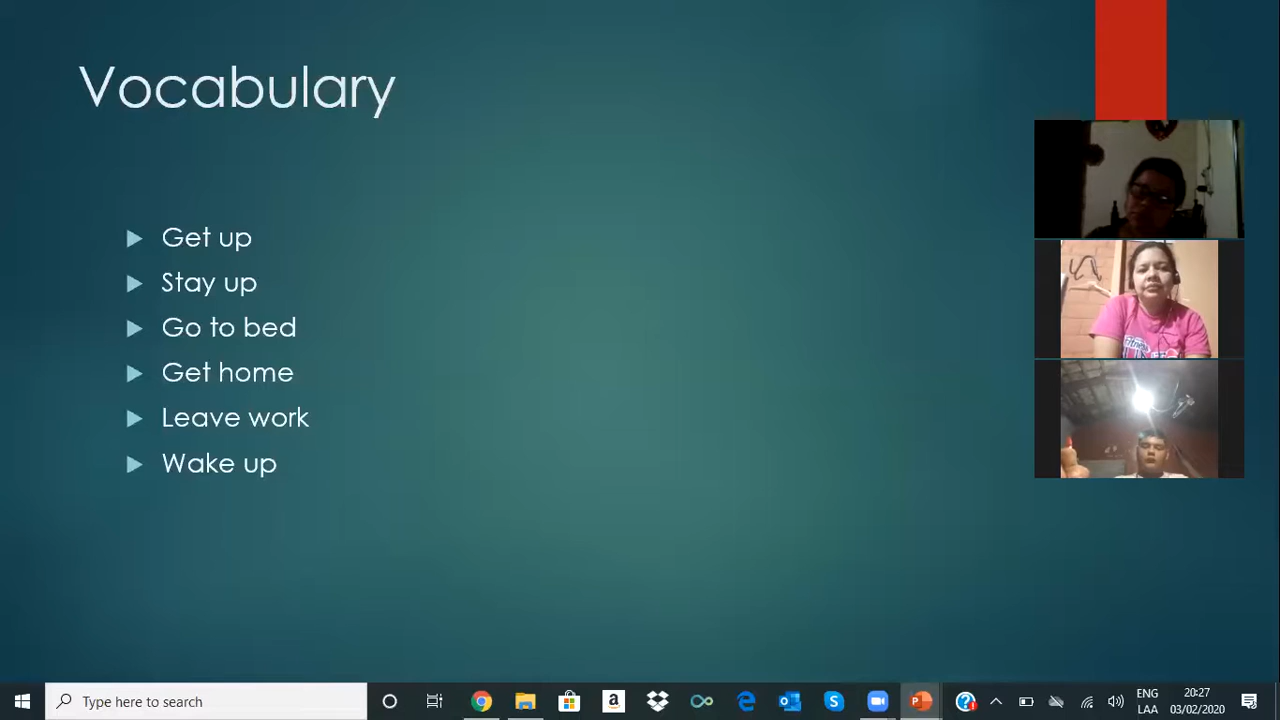 Vocabulary
Get up
Stay up
Go to bed
Get home
Leave work
Wake up
Type here to search
ENG
LAA
20:27
03/02/2020